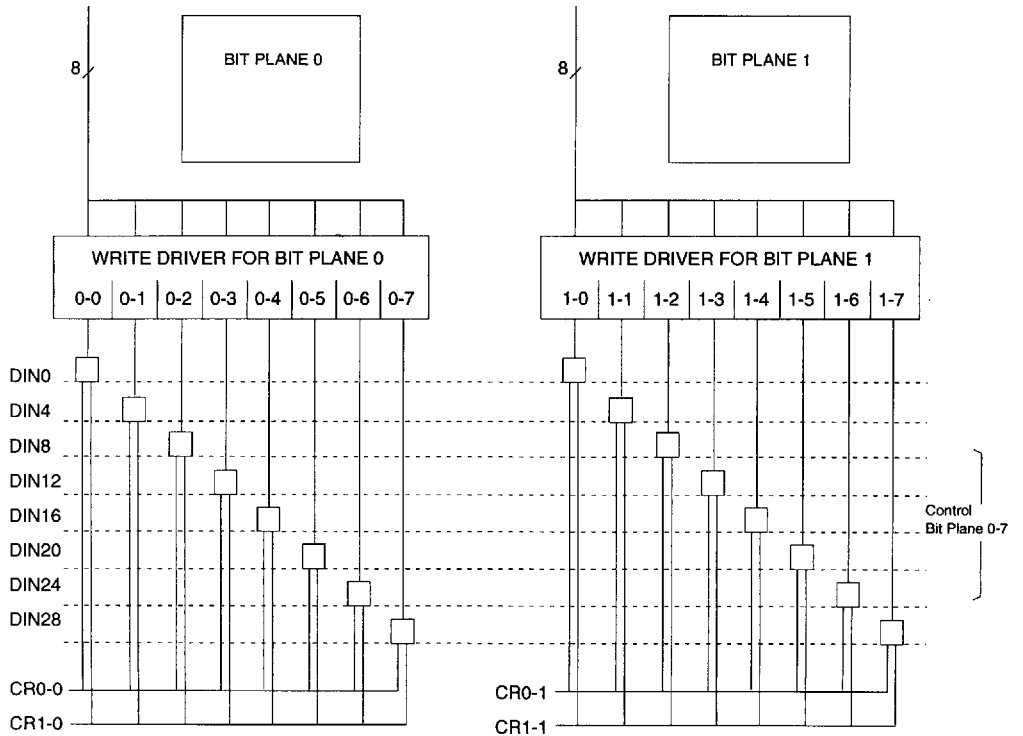 8
BIT PLANE 0
8
BIT PLANE 1
WRITE DRIVER FOR BIT PLANE 0
0-0 0-1 0-2 0-3 0-4 0-5 0-6 0-7
WRITE DRIVER FOR BIT PLANE 1
1-0 1-1 1-2 1-3 1-4 1-5 1-6 1-7
DIN0
DIN4
DIN8
DIN12
DIN16
DIN20
DIN24
DIN28
Control
Bit Plane 0-7
CR0-0
CR1-0
CR0-1
CR1-1